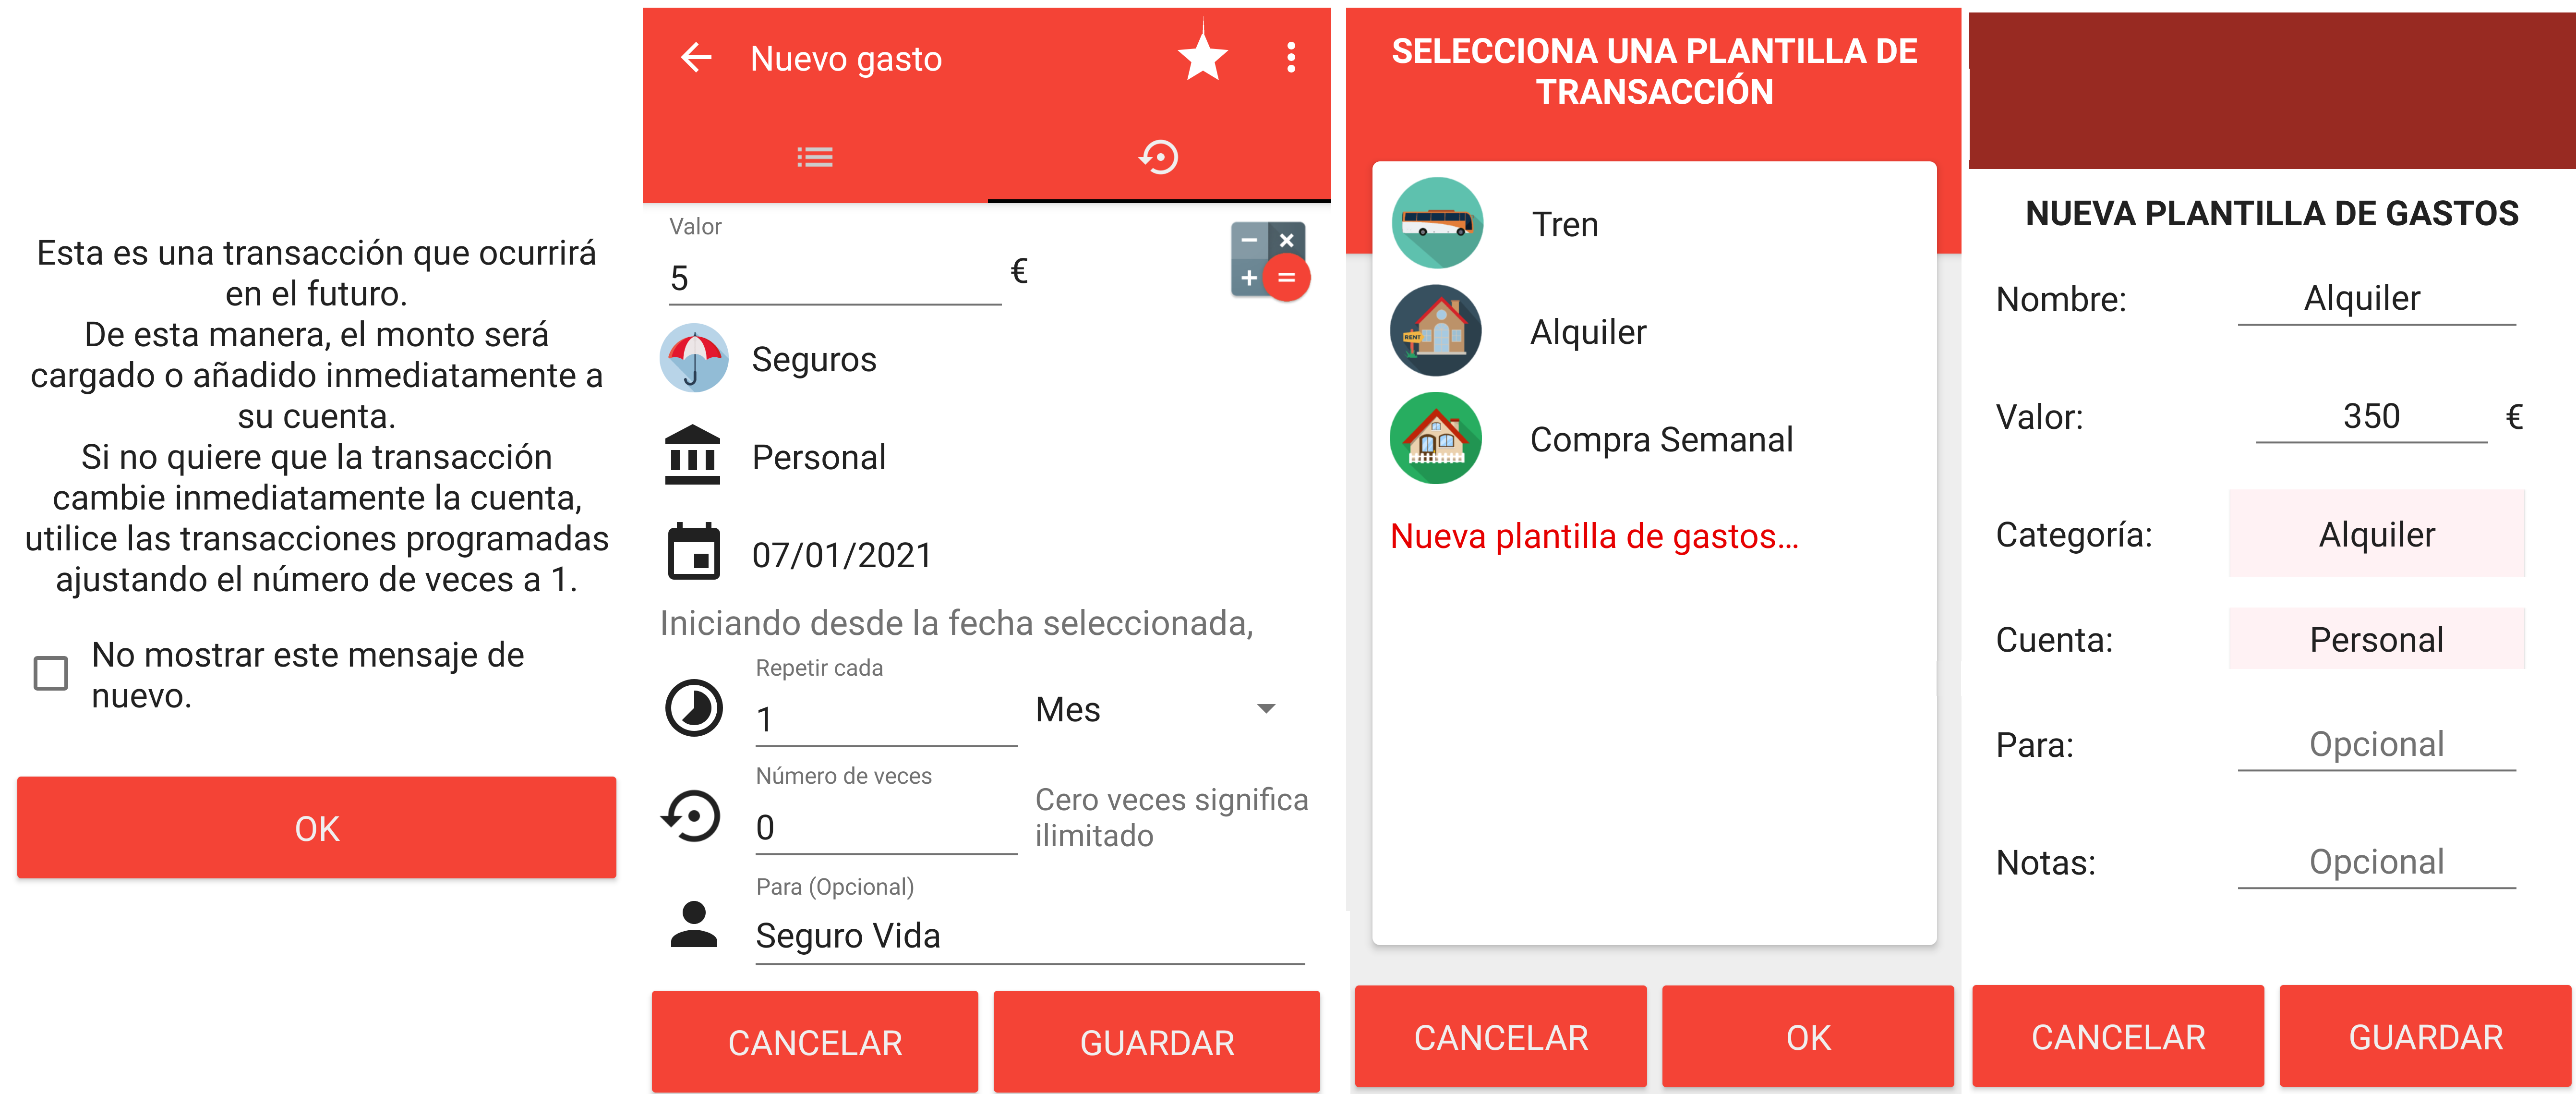 Esta es una transacción que ocurrirá
en el futuro.
De esta manera, el monto será
cargado o añadido inmediatamente a
su cuenta.
Si no quiere que la transacción
cambie inmediatamente la cuenta,
utilice las transacciones programadas
ajustando el número de veces a 1.
No mostrar este mensaje de
nuevo.
OK
Nuevo gasto
Valor
5 €
Seguros
Personal
07/01/2021
Iniciando desde la fecha seleccionada,
Repetir cada
1 Mes
Número de veces
0
Cero veces significa
ilimitado
Para (Opcional)
Seguro Vida
CANCELAR GUARDAR
SELECCIONA UNA PLANTILLA DE
TRANSACCIÓN
Tren
RENT
Alquiler
Compra Semanal
Nueva plantilla de gastos...
CANCELAR OK
NUEVA PLANTILLA DE GASTOS
Nombre: Alquiler
Valor: 350 €
Categoría: Alquiler
Cuenta: Personal
Para: Opcional
Notas: Opcional
CANCELAR GUARDAR